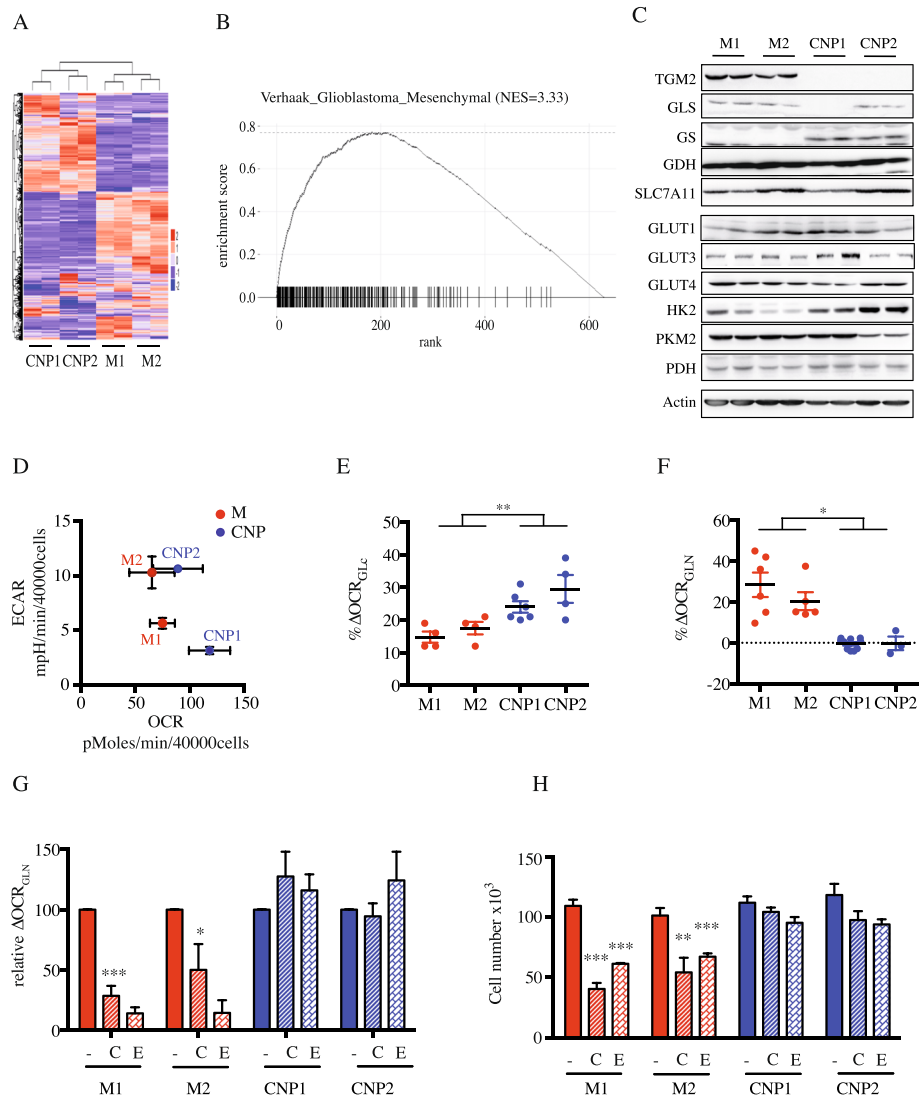 A
CNP1 CNP2 M1 M2
B
Verhaak_Glioblastoma_Mesenchymal (NES=3.33)
enrichment score
0.8
0.6
0.4
0.2
0.0
0 200 400 600
rank
C
M1 M2 CNP1 CNP2
TGM2
GLS
GS
GDH
SLC7A11
GLUT1
GLUT3
GLUT4
HK2
PKM2
PDH
Actin
D
M
CNP
ECAR
mpH/min/40000cells
15
10
5
0
M2 CNP2
M1
CNP1
0 50 100 150
OCR
pMoles/min/40000cells
E
**
% ΔOCRGLc
50
40
30
20
10
0
M1 M2 CNP1 CNP2
F
*
% ΔOCRGLN
60
40
20
0
-20
M1 M2 CNP1 CNP2
G
relative ΔOCRGLN
150
100
50
0
***
*
- C E - C E - C E - C E
M1 M2 CNP1 CNP2
H
Cell number x10³
150
100
50
0
*** ***
** ***
- C E - C E - C E - C E
M1 M2 CNP1 CNP2